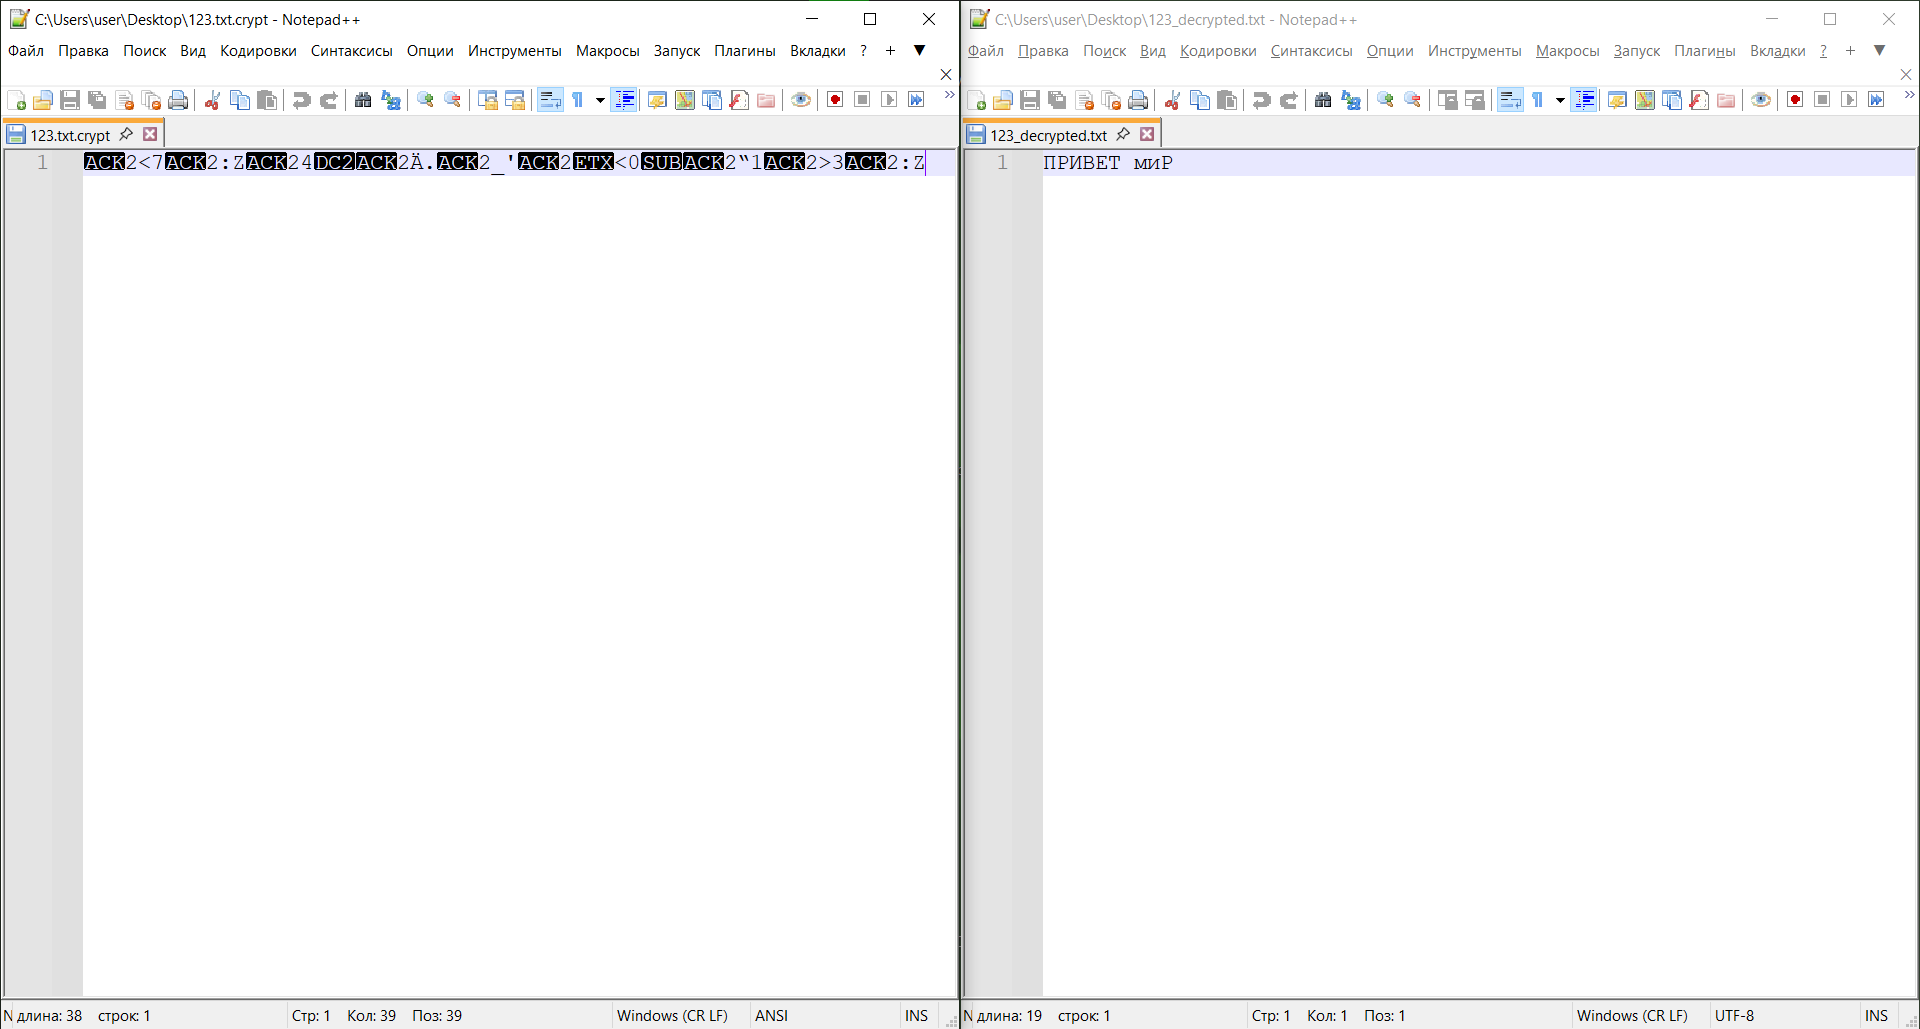 C:\Users\user\Desktop\123.txt.crypt - Notepad++
Файл Правка Поиск Вид Кодировки Синтаксисы Опции Инструменты Макросы Запуск Плагины Вкладки ? +
123.txt.crypt
1 ACK2<7ACK2:ZACK24DC2ACK2Ä.ACK2_'ACK2ETX<0SUBACK2‟1ACK2>3ACK2:Z
N длина: 38 строк: 1 Стр: 1 Кол: 39 Поз: 39 Windows (CR LF) ANSI INS
C:\Users\user\Desktop\123_decrypted.txt - Notepad++
Файл Правка Поиск Вид Кодировки Синтаксисы Опции Инструменты Макросы Запуск Плагины Вкладки ? +
123_decrypted.txt
1 ПРИВЕТ миР
N длина: 19 строк: 1 Стр: 1 Кол: 1 Поз: 1 Windows (CR LF) UTF-8 INS